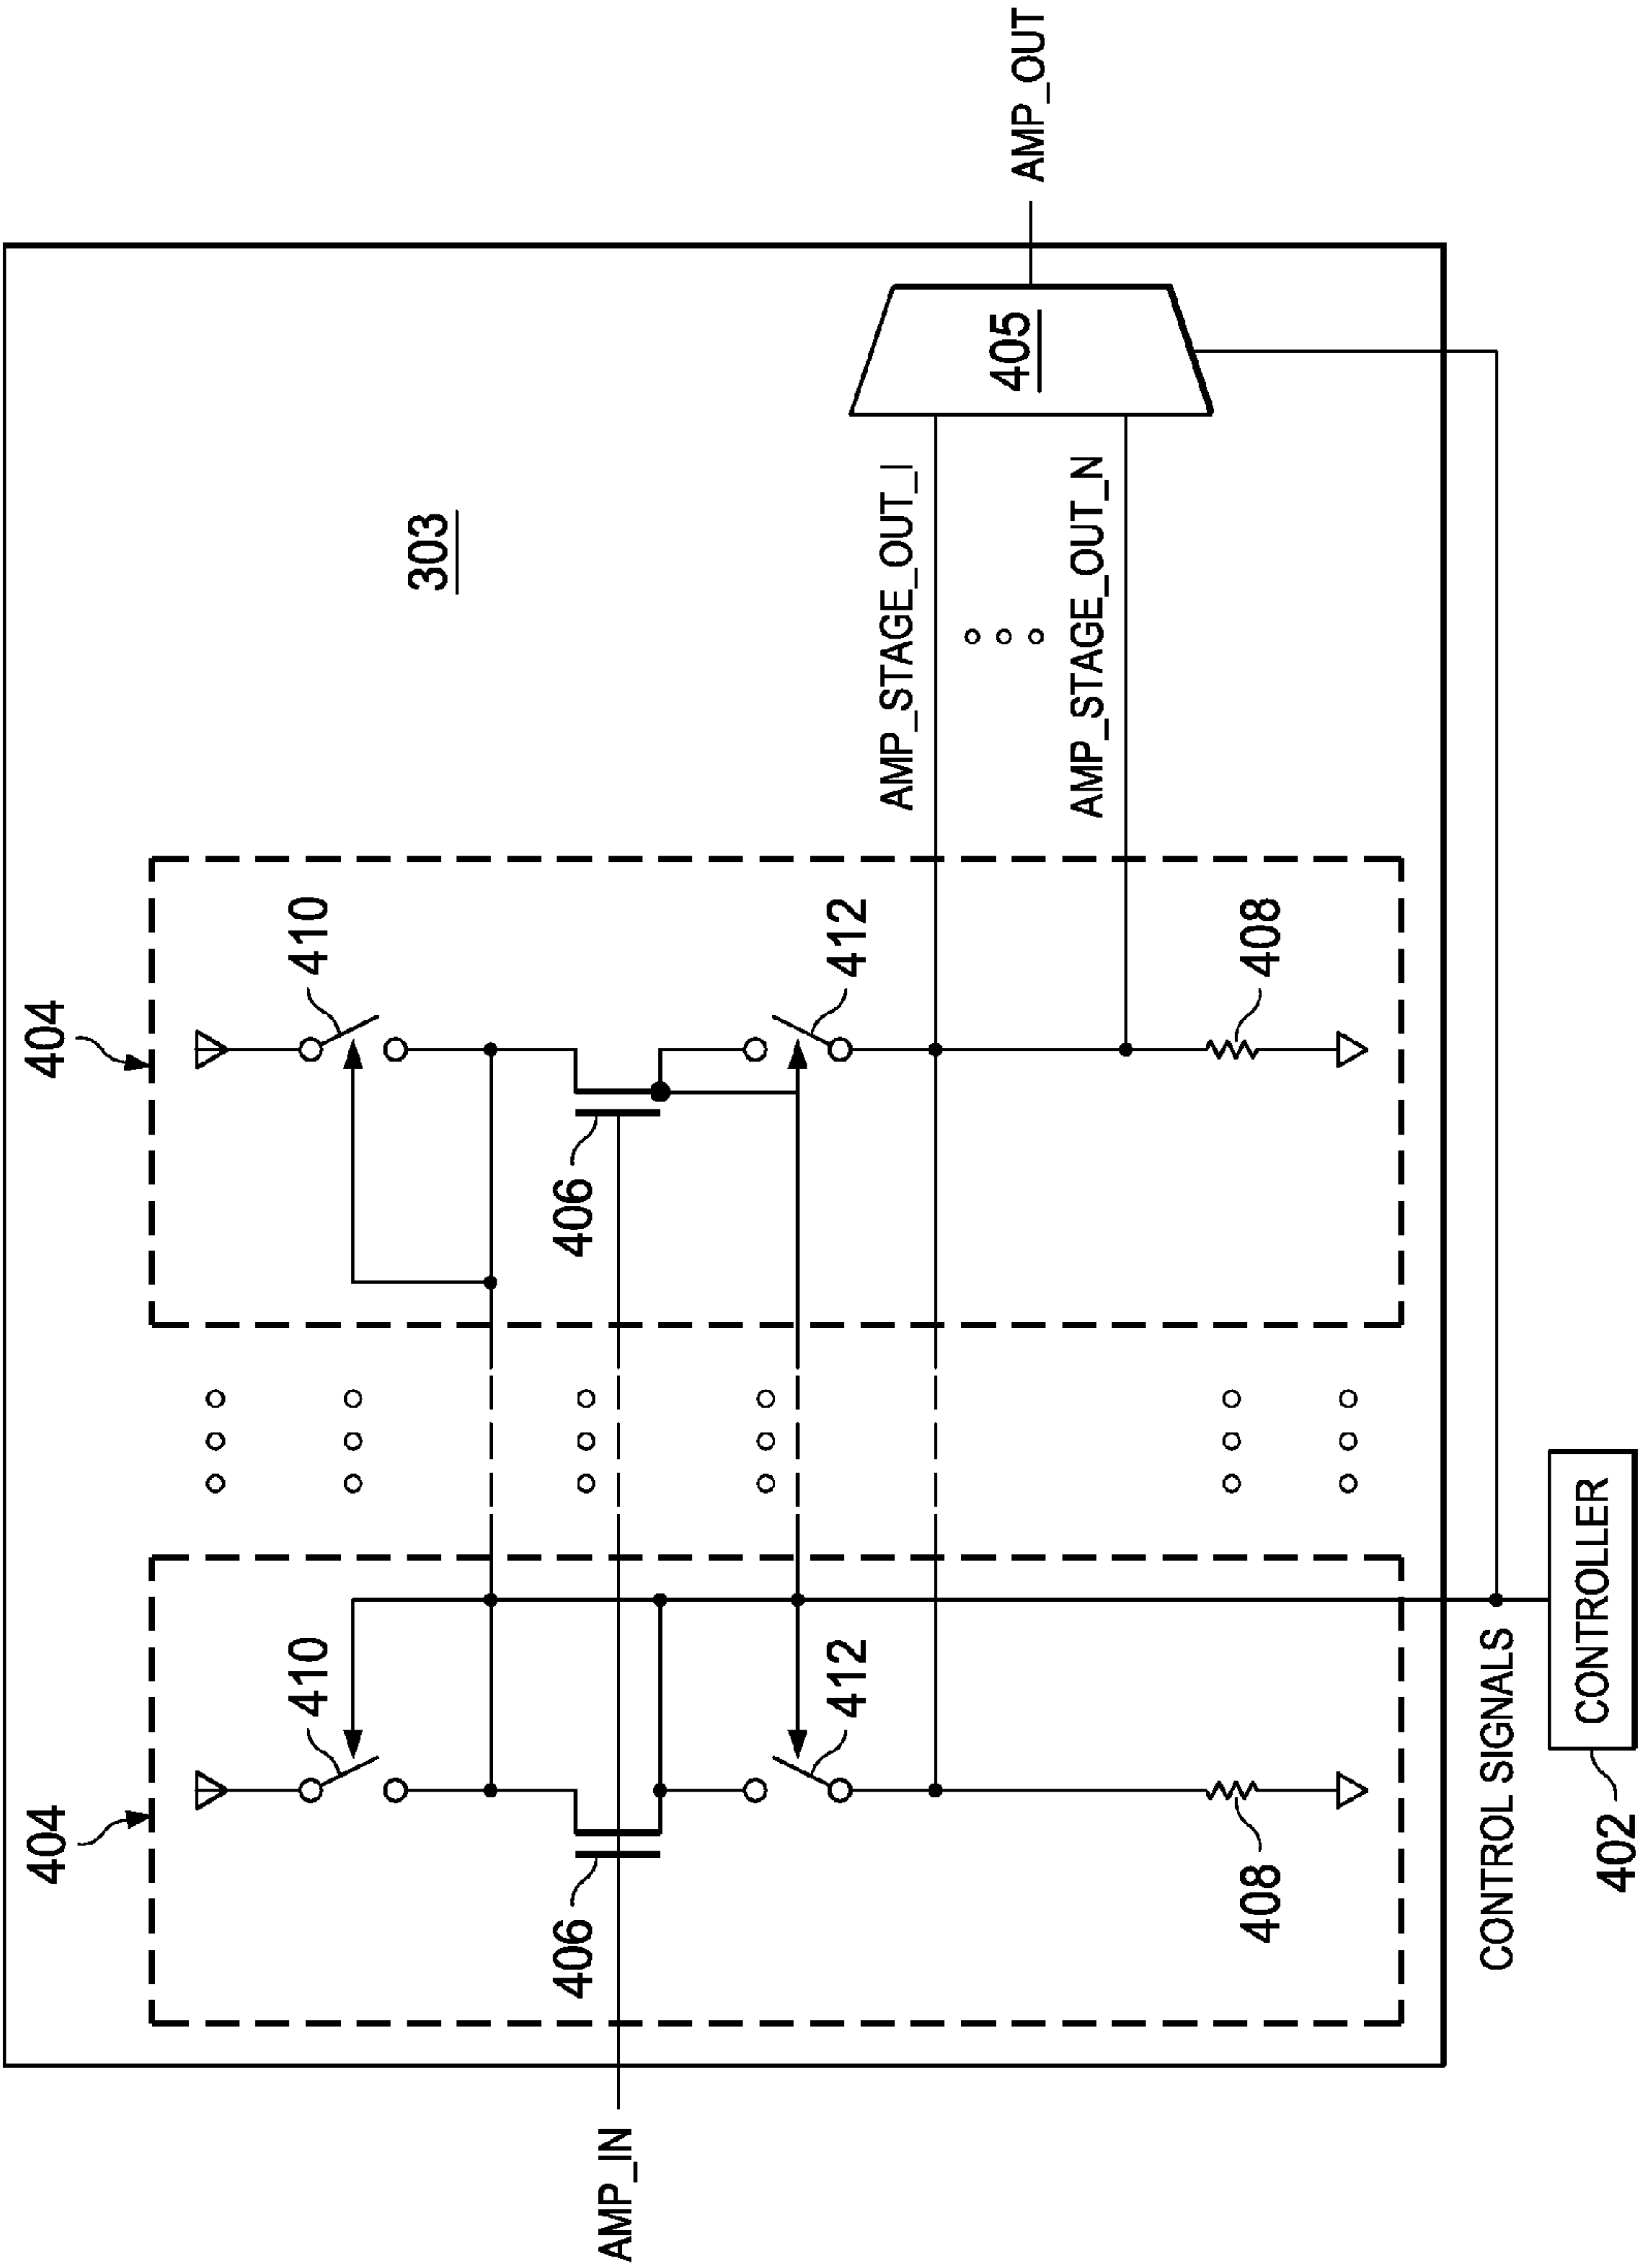 404
404
410
410
303
406
406
AMP_IN
412
412
AMP_STAGE_OUT_I
405
AMP_OUT
AMP_STAGE_OUT_N
408
408
CONTROL SIGNALS
CONTROLLER
402